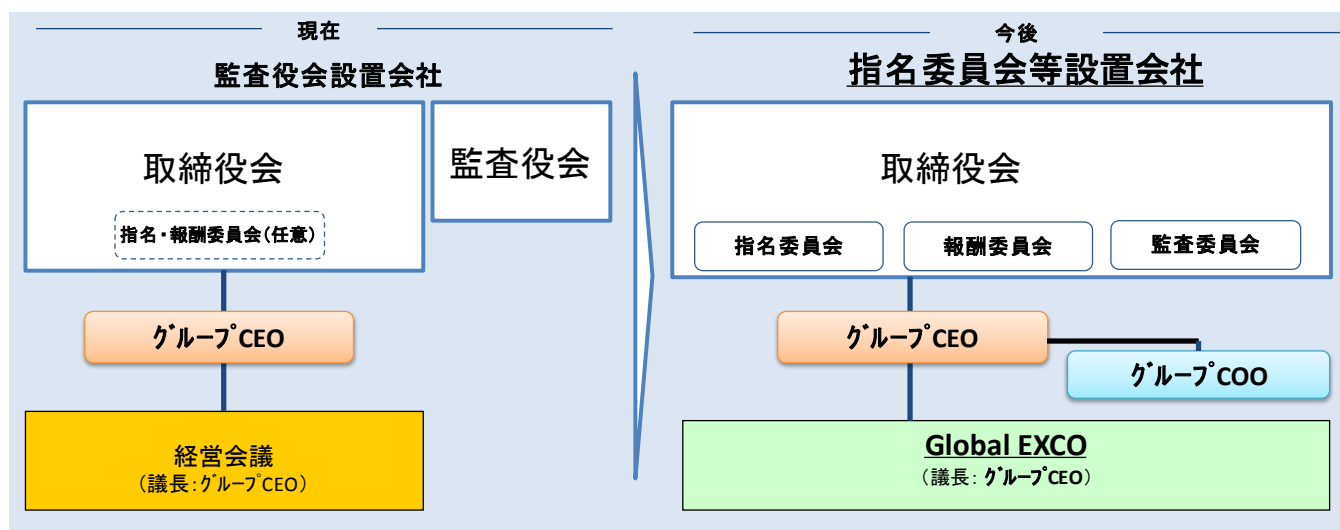 現在
監査役会設置会社
取締役会
指名・報酬委員会(任意)
監査役会
グループCEO
経営会議
(議長:グループCEO)
今後
指名委員会等設置会社
取締役会
指名委員会
報酬委員会
監査委員会
グループCEO
グループCOO
Global EXCO
(議長: グループCEO)